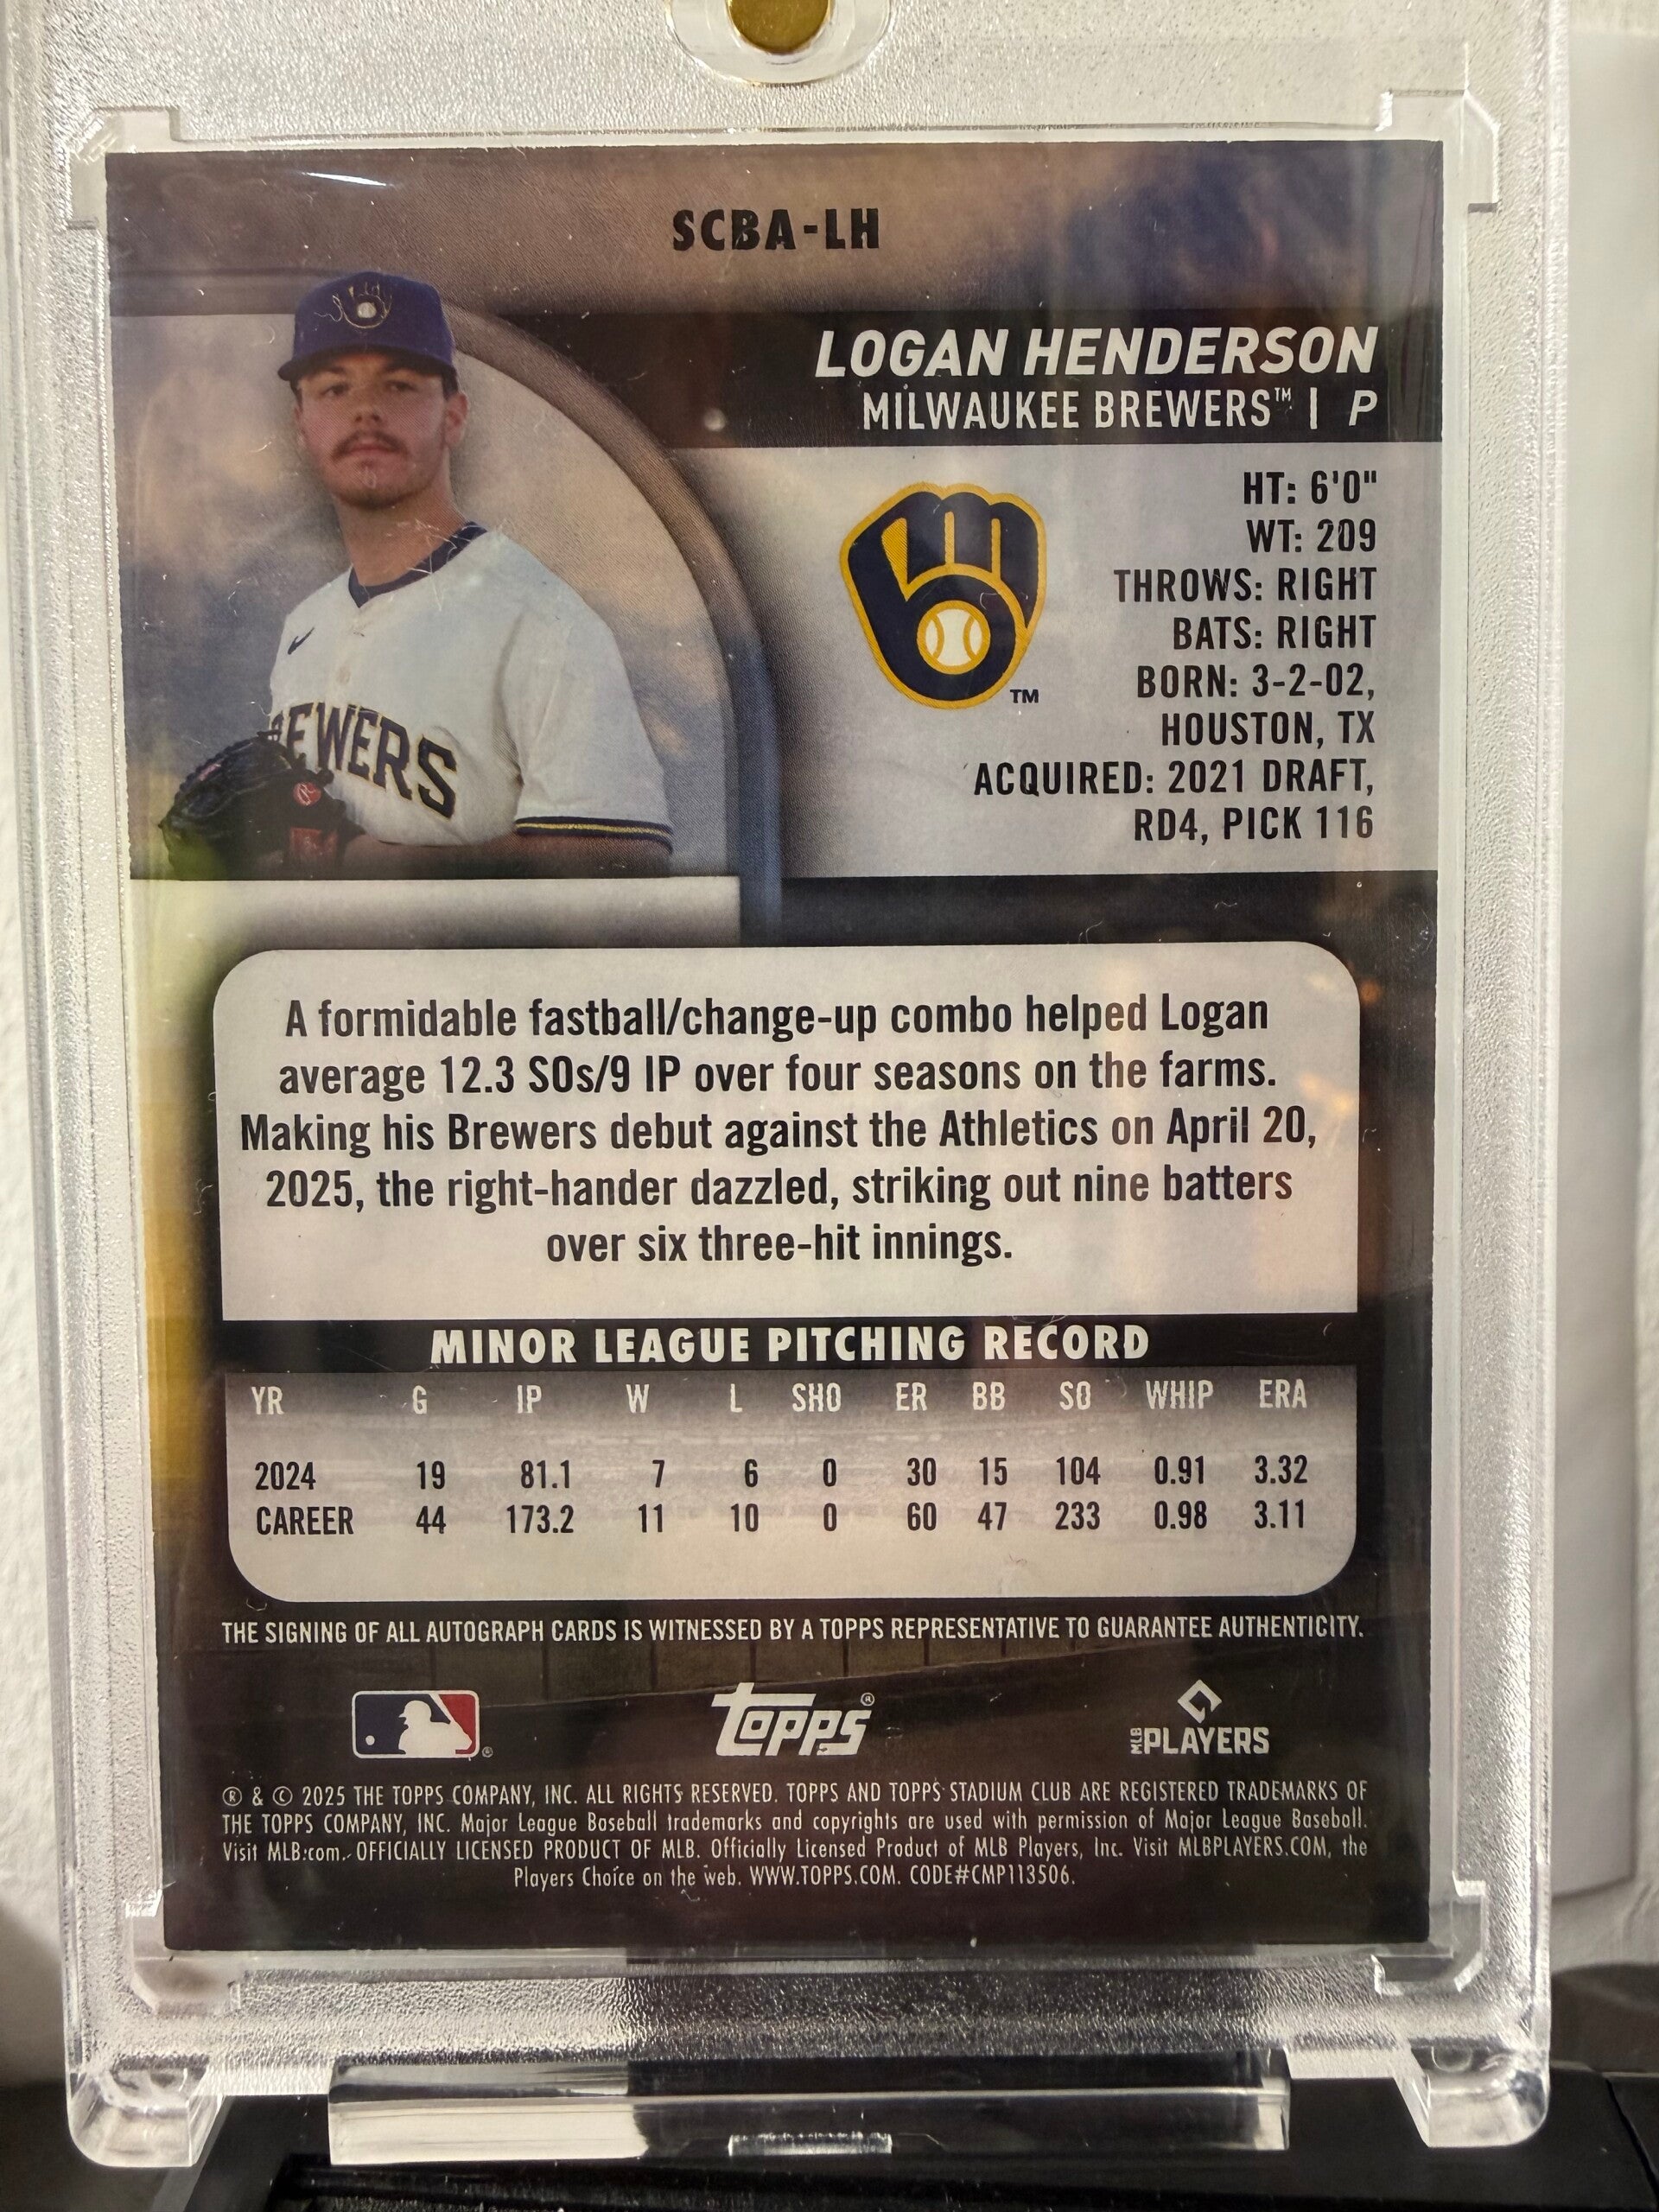 SCBA-LH
LOGAN HENDERSON
MILWAUKEE BREWERS™ | P
HT: 6'0"
WT: 209
THROWS: RIGHT
BATS: RIGHT
BORN: 3-2-02,
HOUSTON, TX
ACQUIRED: 2021 DRAFT,
RD4, PICK 116
TM
EWERS
A formidable fastball/change-up combo helped Logan
average 12.3 SOs/9 IP over four seasons on the farms.
Making his Brewers debut against the Athletics on April 20,
2025, the right-hander dazzled, striking out nine batters
over six three-hit innings.
MINOR LEAGUE PITCHING RECORD
YR G IP W L SHO ER BB SO WHIP ERA
2024 19 81.1 7 6 0 30 15 104 0.91 3.32
CAREER 44 173.2 11 10 0 60 47 233 0.98 3.11
THE SIGNING OF ALL AUTOGRAPH CARDS IS WITNESSED BY A TOPPS REPRESENTATIVE TO GUARANTEE AUTHENTICITY.
® topps® MLB PLAYERS
® & © 2025 THE TOPPS COMPANY, INC. ALL RIGHTS RESERVED. TOPPS AND TOPPS STADIUM CLUB ARE REGISTERED TRADEMARKS OF
THE TOPPS COMPANY, INC. Major League Baseball trademarks and copyrights are used with permission of Major League Baseball.
Visit MLB.com. OFFICIALLY LICENSED PRODUCT OF MLB. Officially Licensed Product of MLB Players, Inc. Visit MLBPLAYERS.COM, the
Players Choice on the web. WWW.TOPPS.COM. CODE#CMP113506.